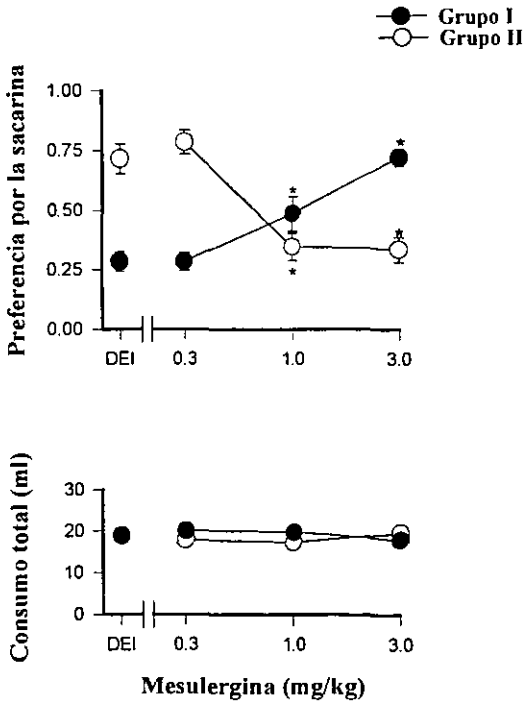 Grupo I
Grupo II
Preferencia por la sacarina
1.00
0.75
0.50
0.25
0.00
*
*
*
*
DEI 0.3 1.0 3.0
Consumo total (ml)
30
20
10
0
DEI 0.3 1.0 3.0
Mesulergina (mg/kg)